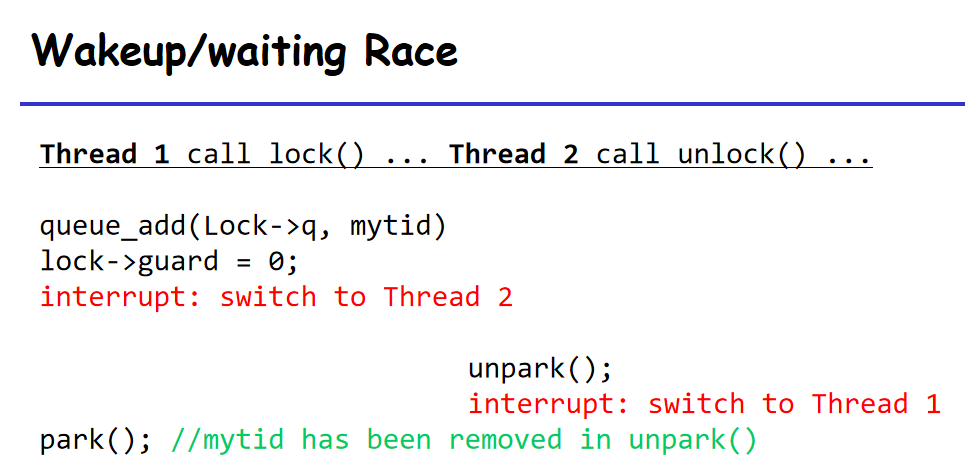 Wakeup/waiting Race
Thread 1 call lock() ... Thread 2 call unlock() ...
queue_add(Lock->q, mytid)
lock->guard = 0;
interrupt: switch to Thread 2
unpark();
interrupt: switch to Thread 1
park(); //mytid has been removed in unpark()